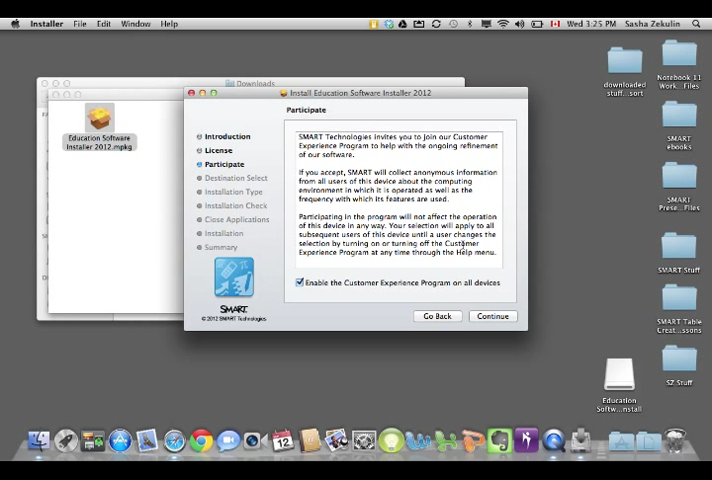 Installer File Edit Window Help
Wed 3:25 PM Sasha Zekulin
Downloads
Education Software
Installer 2012.mpkg
Install Education Software Installer 2012
Participate
Introduction
License
Participate
Destination Select
Installation Type
Installation Check
Close Applications
Installation
Summary
SMART
© 2012 SMART Technologies
SMART Technologies invites you to join our Customer
Experience Program to help with the ongoing refinement
of our software.
If you accept, SMART will collect anonymous information
from all users of this device about the computing
environment in which it is operated as well as the
frequency with which its features are used.
Participating in the program will not affect the operation
of this device in any way. Your selection will apply to all
subsequent users of this device until a user changes the
selection by turning on or turning off the Customer
Experience Program at any time through the Help menu.
Enable the Customer Experience Program on all devices
Go Back
Continue
downloaded
stuff...sort
Notebook 11
Work...Files
SMART
ebooks
SMART
Prese...Files
SMART Stuff
SMART Table
Creat...ssons
Education
Softw...nstall
SZ Stuff
12